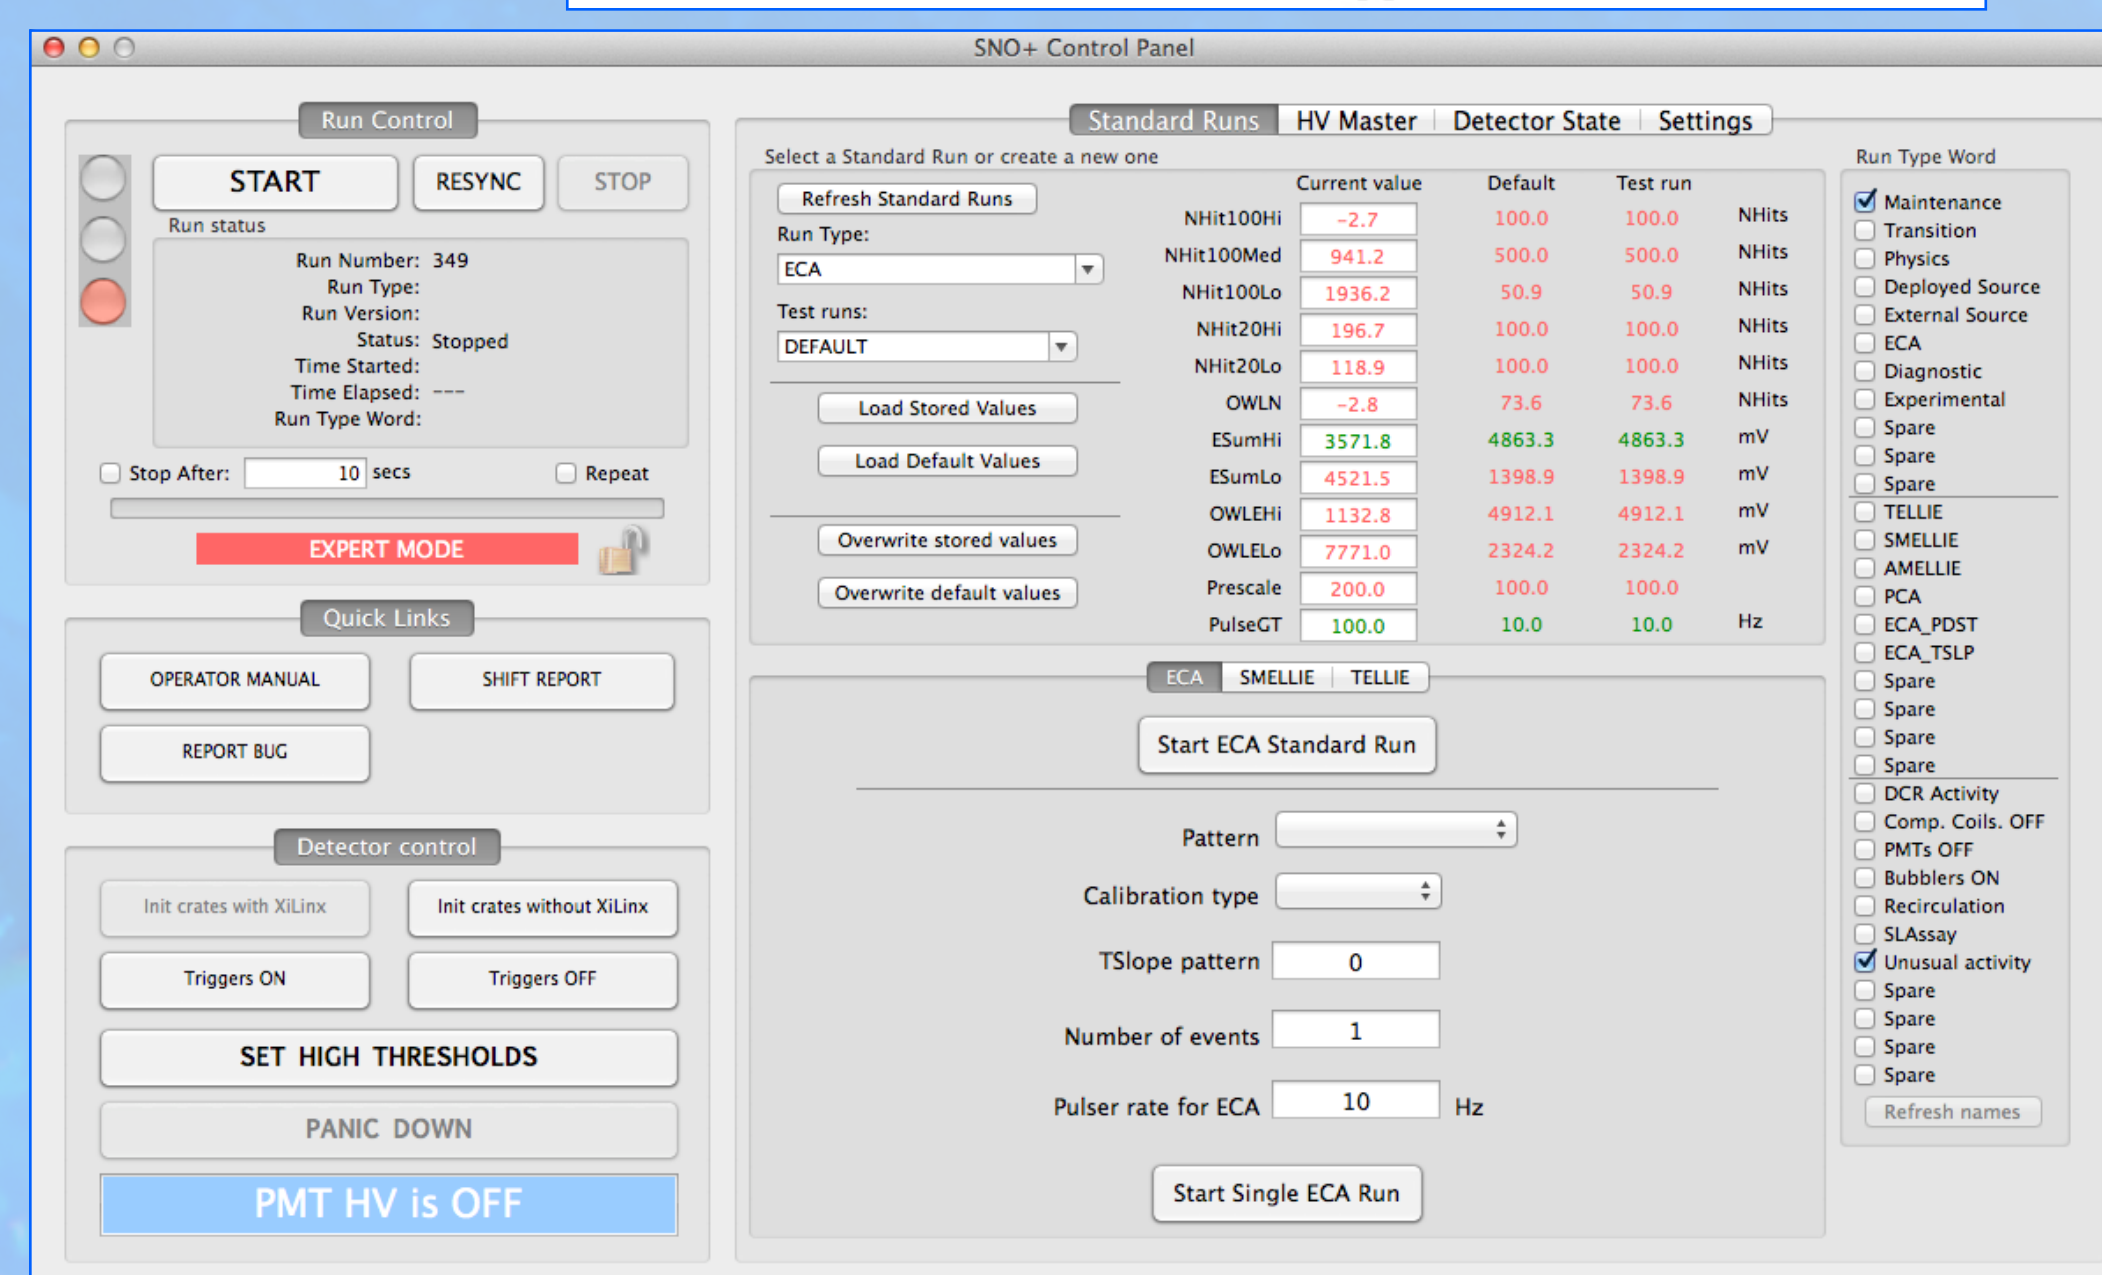 SNO+ Control Panel
Run Control
START
RESYNC
STOP
Run status
Run Number: 349
Run Type:
Run Version:
Status: Stopped
Time Started:
Time Elapsed: ---
Run Type Word:
Stop After: 10 secs
Repeat
EXPERT MODE
Quick Links
OPERATOR MANUAL
SHIFT REPORT
REPORT BUG
Detector control
Init crates with XiLinx
Init crates without XiLinx
Triggers ON
Triggers OFF
SET HIGH THRESHOLDS
PANIC DOWN
PMT HV is OFF
Standard Runs
HV Master
Detector State
Settings
Select a Standard Run or create a new one
Refresh Standard Runs
Run Type:
ECA
Test runs:
DEFAULT
Load Stored Values
Load Default Values
Overwrite stored values
Overwrite default values
Current value Default Test run
NHit100Hi -2.7 100.0 100.0 NHits
NHit100Med 941.2 500.0 500.0 NHits
NHit100Lo 1936.2 50.9 50.9 NHits
NHit20Hi 196.7 100.0 100.0 NHits
NHit20Lo 118.9 100.0 100.0 NHits
OWLN -2.8 73.6 73.6 NHits
ESumHi 3571.8 4863.3 4863.3 mV
ESumLo 4521.5 1398.9 1398.9 mV
OWLEHi 1132.8 4912.1 4912.1 mV
OWLELo 7771.0 2324.2 2324.2 mV
Prescale 200.0 100.0 100.0
PulseGT 100.0 10.0 10.0 Hz
ECA
SMELLIE
TELLIE
Start ECA Standard Run
Pattern
Calibration type
TSlope pattern 0
Number of events 1
Pulser rate for ECA 10 Hz
Start Single ECA Run
Run Type Word
Maintenance
Transition
Physics
Deployed Source
External Source
ECA
Diagnostic
Experimental
Spare
Spare
Spare
TELLIE
SMELLIE
AMELLIE
PCA
ECA_PDST
ECA_TSLP
Spare
Spare
Spare
Spare
DCR Activity
Comp. Coils. OFF
PMTs OFF
Bubblers ON
Recirculation
SLAssay
Unusual activity
Spare
Spare
Spare
Spare
Refresh names